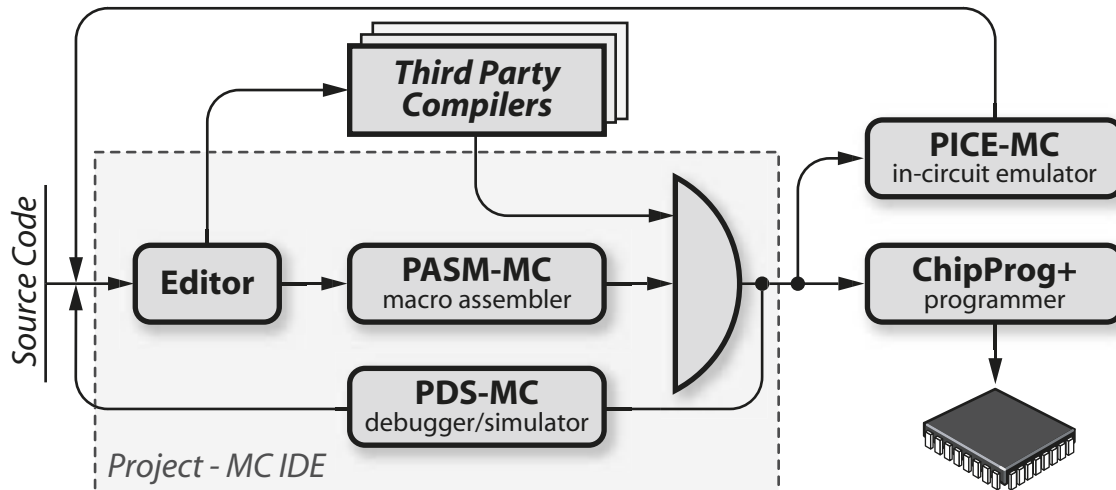 Third Party
Compilers
PICE-MC
in-circuit emulator
Source Code
Editor
PASM-MC
macro assembler
ChipProg+
programmer
PDS-MC
debugger/simulator
Project - MC IDE